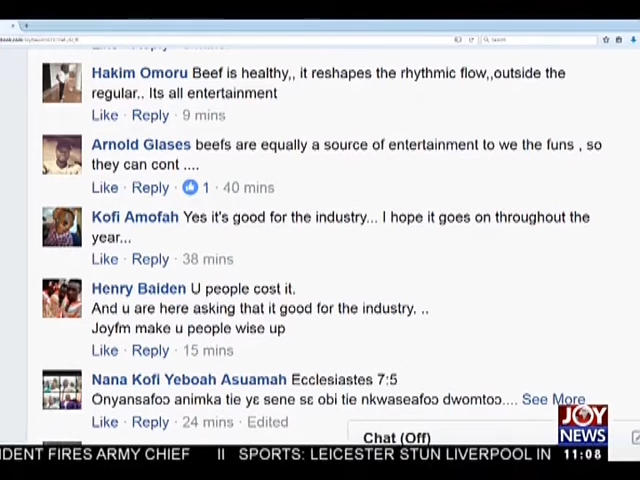 Hakim Omoru Beef is healthy,, it reshapes the rhythmic flow,,outside the
regular.. Its all entertainment
Like · Reply · 9 mins
Arnold Glases beefs are equally a source of entertainment to we the funs , so
they can cont ....
Like · Reply · 1 · 40 mins
Kofi Amofah Yes it's good for the industry... I hope it goes on throughout the
year...
Like · Reply · 38 mins
Henry Baiden U people cost it.
And u are here asking that it good for the industry. ..
Joyfm make u people wise up
Like · Reply · 15 mins
Nana Kofi Yeboah Asuamah Ecclesiastes 7:5
Onyansafoɔ animka tie yɛ sene sɛ obi tie nkwaseafoɔ dwomtoɔ.... See More
Like · Reply · 24 mins · Edited
Chat (Off)
JOY
NEWS
DENT FIRES ARMY CHIEF II SPORTS: LEICESTER STUN LIVERPOOL IN 11:08